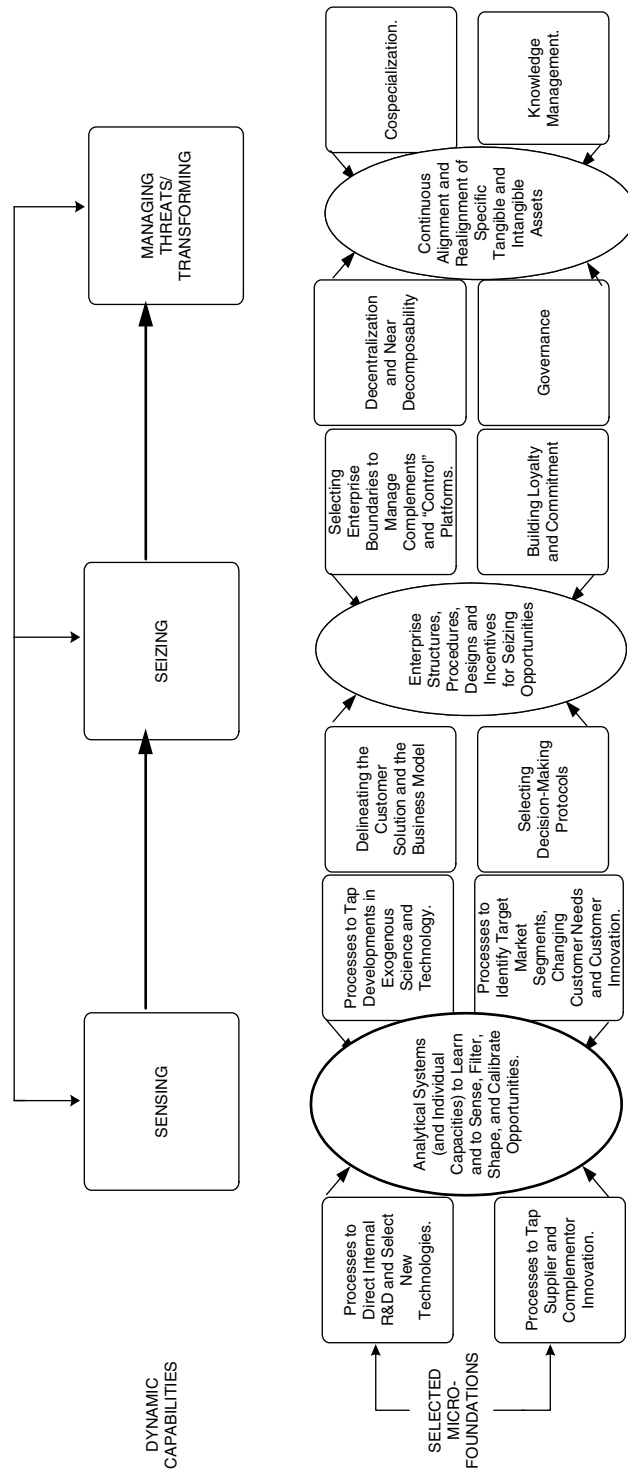 DYNAMIC
CAPABILITIES
SENSING
SEIZING
MANAGING
THREATS/
TRANSFORMING
SELECTED
MICRO-
FOUNDATIONS
Processes to
Direct Internal
R&D and Select
New
Technologies.
Processes to Tap
Supplier and
Complementor
Innovation.
Analytical Systems
(and Individual
Capacities) to Learn
and to Sense, Filter,
Shape, and Calibrate
Opportunities.
Processes to Tap
Developments in
Exogenous
Science and
Technology.
Processes to
Identify Target
Market
Segments,
Changing
Customer Needs
and Customer
Innovation.
Delineating the
Customer
Solution and the
Business Model
Selecting
Decision-Making
Protocols
Enterprise
Structures,
Procedures,
Designs and
Incentives
for Seizing
Opportunities
Selecting
Enterprise
Boundaries to
Manage
Complements
and “Control”
Platforms.
Building Loyalty
and Commitment
Decentralization
and Near
Decomposability
Governance
Continuous
Alignment and
Realignment of
Specific
Tangible and
Intangible
Assets
Cospecialization.
Knowledge
Management.